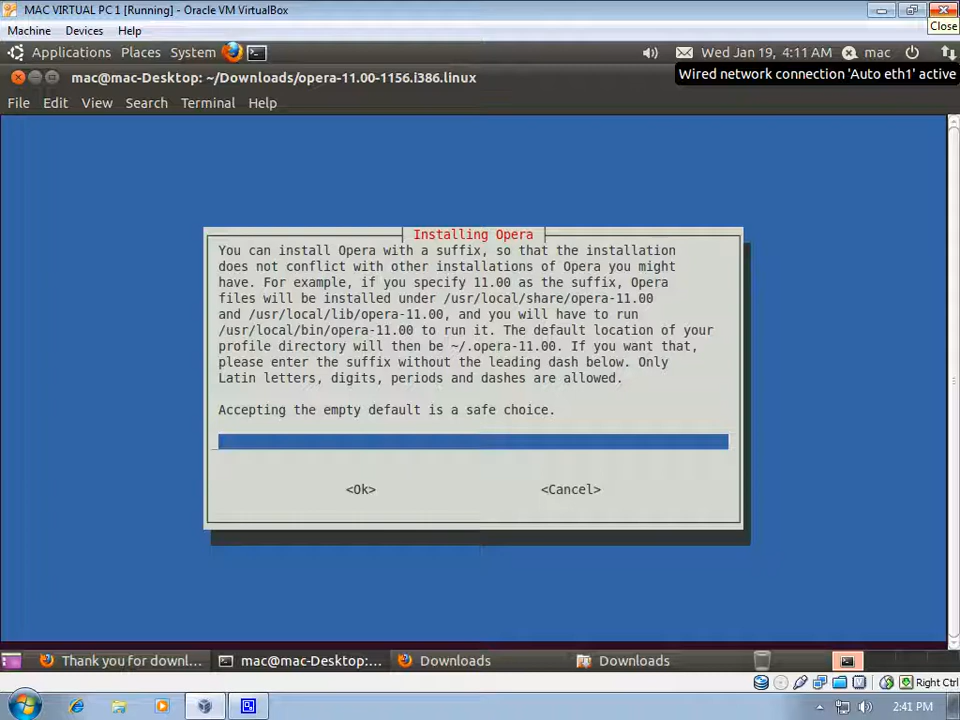 MAC VIRTUAL PC 1 [Running] - Oracle VM VirtualBox
Close
Machine Devices Help
Applications Places System
Wed Jan 19, 4:11 AM
mac
Wired network connection 'Auto eth1' active
mac@mac-Desktop: ~/Downloads/opera-11.00-1156.i386.linux
File Edit View Search Terminal Help
Installing Opera
You can install Opera with a suffix, so that the installation
does not conflict with other installations of Opera you might
have. For example, if you specify 11.00 as the suffix, Opera
files will be installed under /usr/local/share/opera-11.00
and /usr/local/lib/opera-11.00, and you will have to run
/usr/local/bin/opera-11.00 to run it. The default location of your
profile directory will then be ~/.opera-11.00. If you want that,
please enter the suffix without the leading dash below. Only
Latin letters, digits, periods and dashes are allowed.
Accepting the empty default is a safe choice.
<Ok> <Cancel>
Thank you for downl... mac@mac-Desktop:... Downloads Downloads
Right Ctrl
2:41 PM